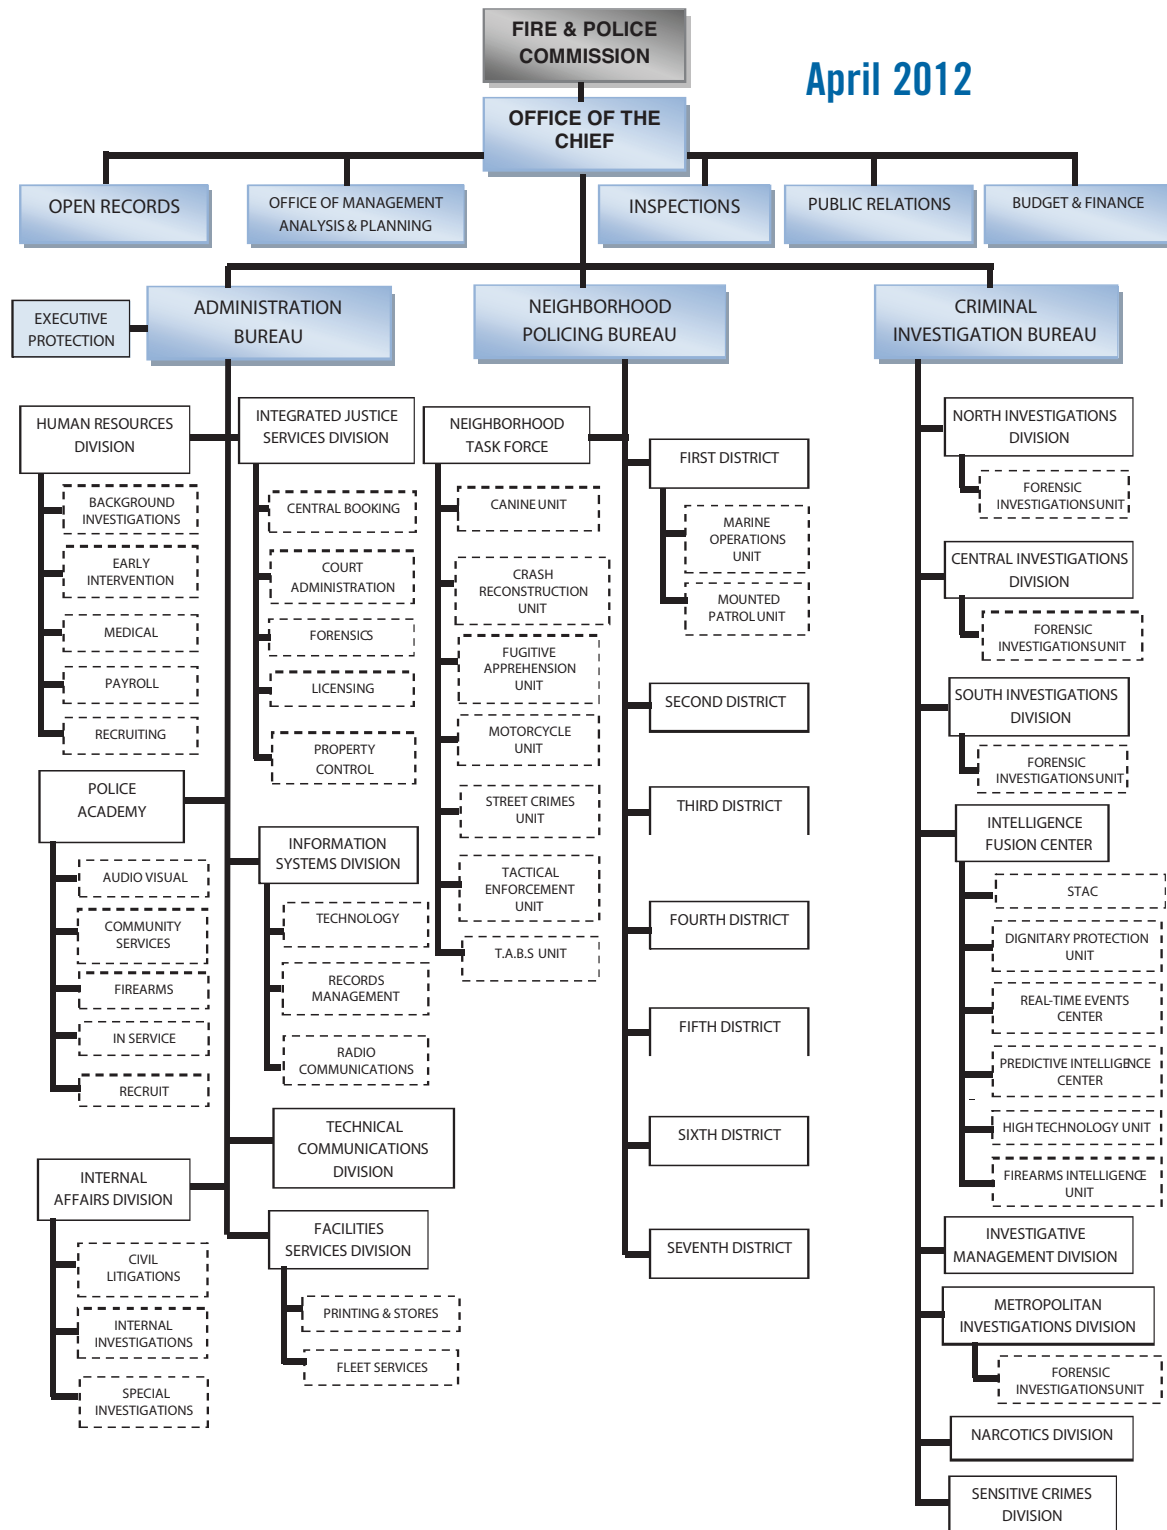 FIRE & POLICE
COMMISSION
April 2012
OFFICE OF THE
CHIEF
OPEN RECORDS
OFFICE OF MANAGEMENT
ANALYSIS & PLANNING
INSPECTIONS
PUBLIC RELATIONS
BUDGET & FINANCE
EXECUTIVE
PROTECTION
ADMINISTRATION
BUREAU
NEIGHBORHOOD
POLICING BUREAU
CRIMINAL
INVESTIGATION BUREAU
HUMAN RESOURCES
DIVISION
BACKGROUND
INVESTIGATIONS
EARLY
INTERVENTION
MEDICAL
PAYROLL
RECRUITING
POLICE
ACADEMY
AUDIO VISUAL
COMMUNITY
SERVICES
FIREARMS
IN SERVICE
RECRUIT
INTERNAL
AFFAIRS DIVISION
CIVIL
LITIGATIONS
INTERNAL
INVESTIGATIONS
SPECIAL
INVESTIGATIONS
INTEGRATED JUSTICE
SERVICES DIVISION
CENTRAL BOOKING
COURT
ADMINISTRATION
FORENSICS
LICENSING
PROPERTY
CONTROL
INFORMATION
SYSTEMS DIVISION
TECHNOLOGY
RECORDS
MANAGEMENT
RADIO
COMMUNICATIONS
TECHNICAL
COMMUNICATIONS
DIVISION
FACILITIES
SERVICES DIVISION
PRINTING & STORES
FLEET SERVICES
NEIGHBORHOOD
TASK FORCE
CANINE UNIT
CRASH
RECONSTRUCTION
UNIT
FUGITIVE
APPREHENSION
UNIT
MOTORCYCLE
UNIT
STREET CRIMES
UNIT
TACTICAL
ENFORCEMENT
UNIT
T.A.B.S UNIT
FIRST DISTRICT
MARINE
OPERATIONS
UNIT
MOUNTED
PATROL UNIT
SECOND DISTRICT
THIRD DISTRICT
FOURTH DISTRICT
FIFTH DISTRICT
SIXTH DISTRICT
SEVENTH DISTRICT
NORTH INVESTIGATIONS
DIVISION
FORENSIC
INVESTIGATIONS UNIT
CENTRAL INVESTIGATIONS
DIVISION
FORENSIC
INVESTIGATIONS UNIT
SOUTH INVESTIGATIONS
DIVISION
FORENSIC
INVESTIGATIONS UNIT
INTELLIGENCE
FUSION CENTER
STAC
DIGNITARY PROTECTION
UNIT
REAL-TIME EVENTS
CENTER
PREDICTIVE INTELLIGENCE
CENTER
HIGH TECHNOLOGY UNIT
FIREARMS INTELLIGENCE
UNIT
INVESTIGATIVE
MANAGEMENT DIVISION
METROPOLITAN
INVESTIGATIONS DIVISION
FORENSIC
INVESTIGATIONS UNIT
NARCOTICS DIVISION
SENSITIVE CRIMES
DIVISION